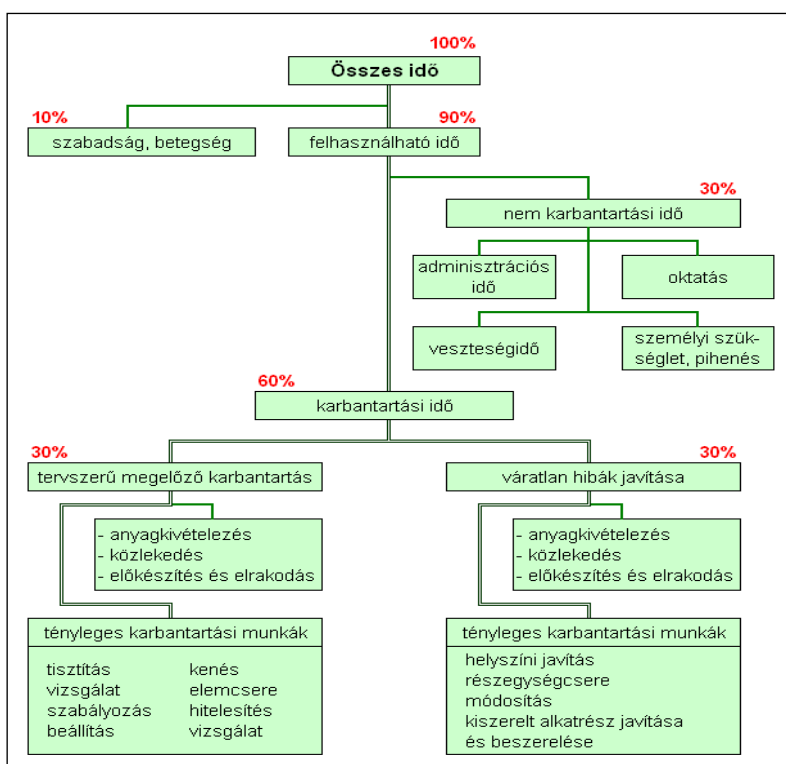 100%
Összes idő
10%
90%
szabadság, betegség
felhasználható idő
30%
nem karbantartási idő
adminisztrációs
idő
oktatás
veszteségidő
személyi szük-
séglet, pihenés
60%
karbantartási idő
30%
30%
tervszerű megelőző karbantartás
váratlan hibák javítása
- anyagkivételezés
- közlekedés
- előkészítés és elrakodás
- anyagkivételezés
- közlekedés
- előkészítés és elrakodás
tényleges karbantartási munkák
tisztítás kenés
vizsgálat elemcsere
szabályozás hitelesítés
beállítás vizsgálat
tényleges karbantartási munkák
helyszíni javítás
részegységcsere
módosítás
kiszerelt alkatrész javítása
és beszerelése